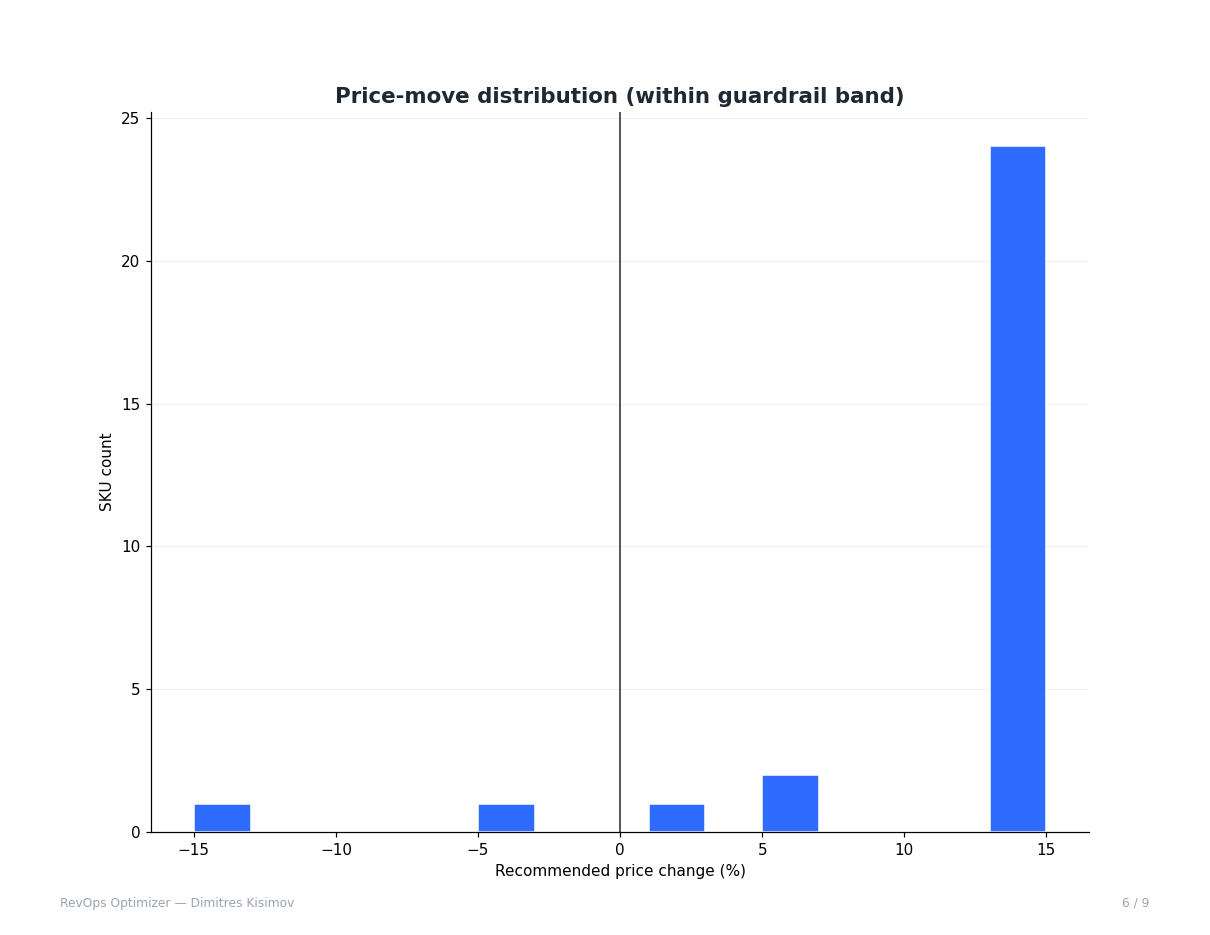 Price-move distribution (within guardrail band)
25
20
15
10
5
0
SKU count
−15 −10 −5 0 5 10 15
Recommended price change (%)
RevOps Optimizer — Dimitres Kisimov 6 / 9